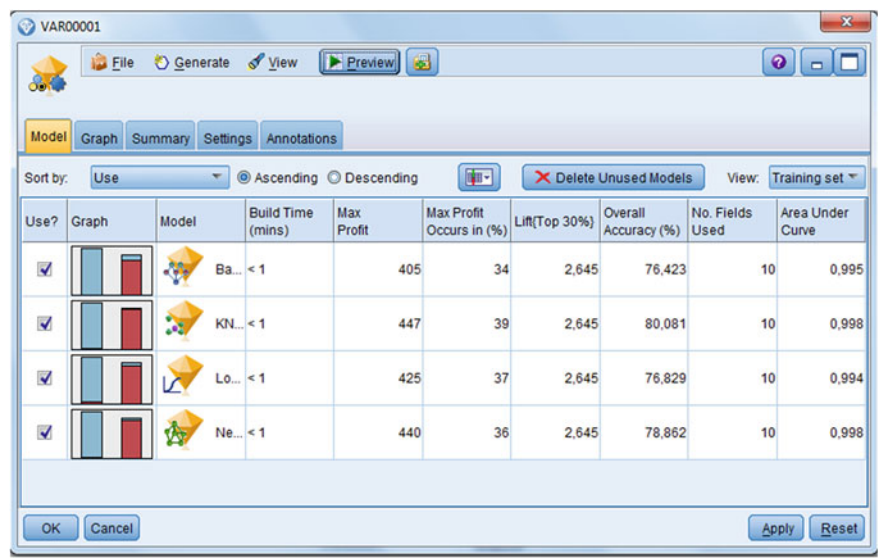 VAR00001
File Generate View Preview
Model Graph Summary Settings Annotations
Sort by: Use Ascending Descending Delete Unused Models View: Training set
Use? Graph Model Build Time (mins) Max Profit Max Profit Occurs in (%) Lift{Top 30%} Overall Accuracy (%) No. Fields Used Area Under Curve
Ba... < 1 405 34 2,645 76,423 10 0,995
KN... < 1 447 39 2,645 80,081 10 0,998
Lo... < 1 425 37 2,645 76,829 10 0,994
Ne... < 1 440 36 2,645 78,862 10 0,998
OK Cancel Apply Reset